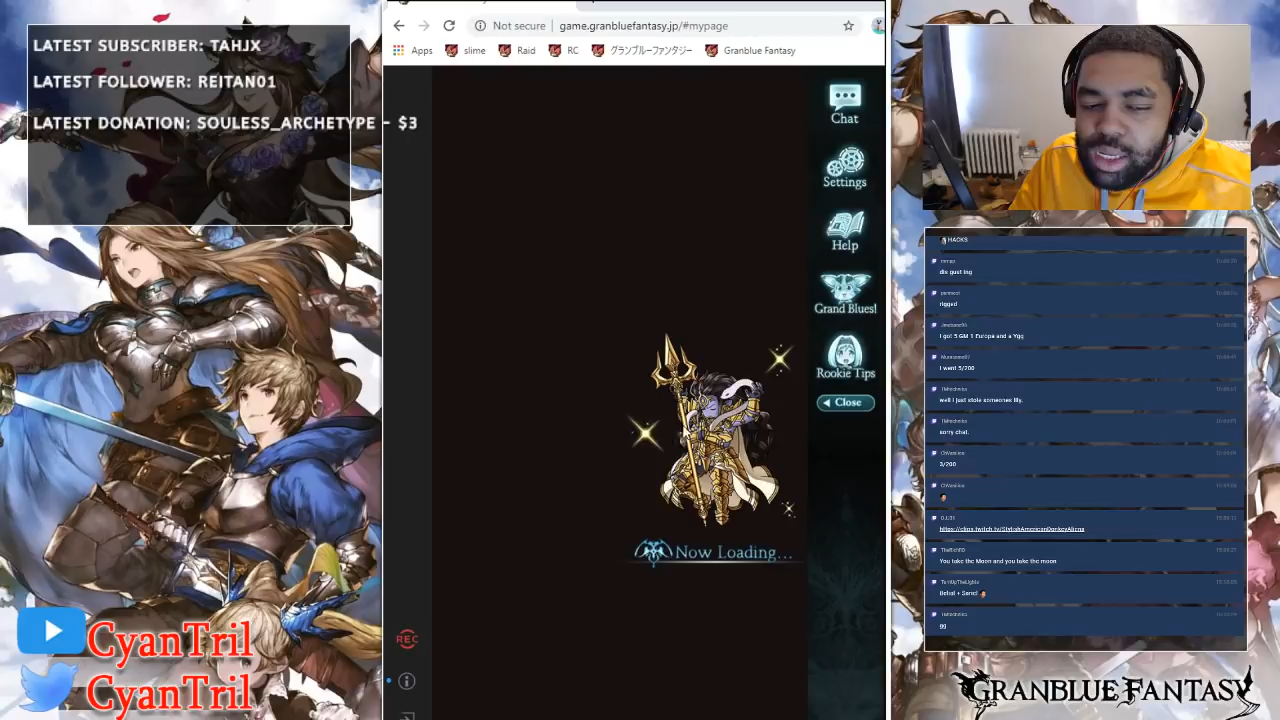 LATEST SUBSCRIBER: TAHJX
LATEST FOLLOWER: REITAN01
LATEST DONATION: SOULESS_ARCHETYPE - $3
Not secure | game.granbluefantasy.jp/#mypage
Apps slime Raid RC グランブルーファンタジー Granblue Fantasy
Chat
Settings
Help
Grand Blues!
Rookie Tips
Close
Now Loading...
REC
CyanTril
CyanTril
HACKS
dis gust ing
rigged
I got 5 GM 1 Europa and a Ygg
I went 5/200
well I just stole someones lily.
sorry chat.
3/200
You take the Moon and you take the moon
Belial + Sariel
gg
GRANBLUE FANTASY